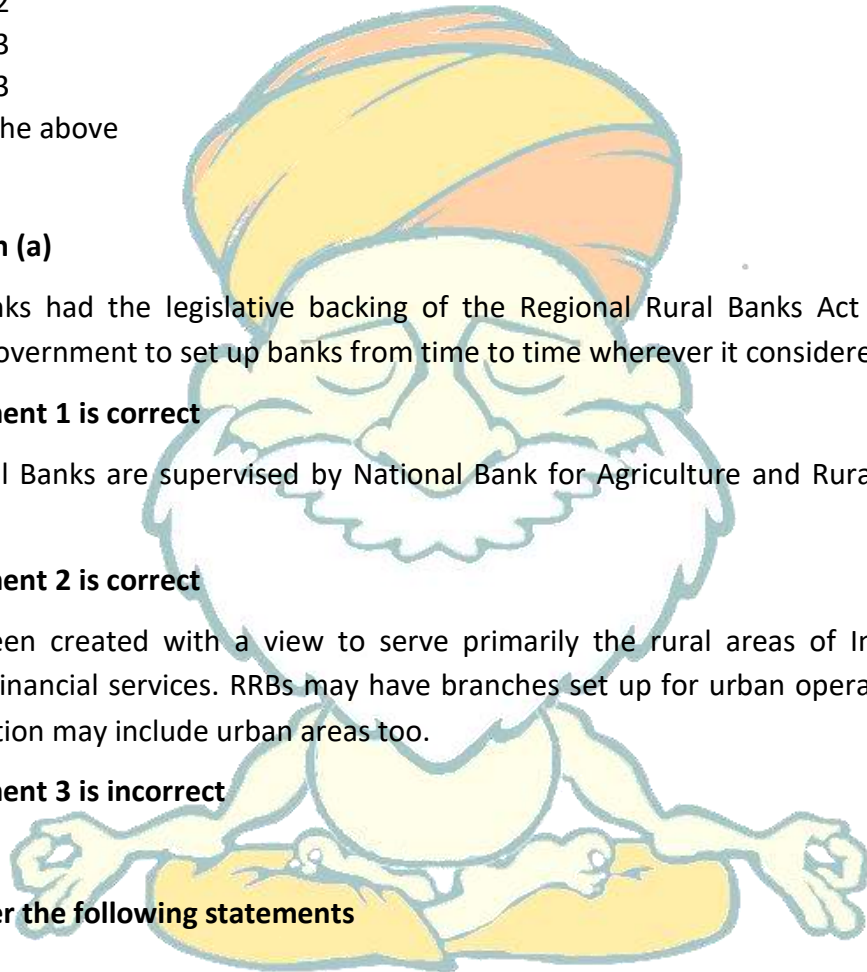 2
3
3
he above
n (a)
nks had the legislative backing of the Regional Rural Banks Act
overnment to set up banks from time to time wherever it considere
nent 1 is correct
l Banks are supervised by National Bank for Agriculture and Rura
nent 2 is correct
een created with a view to serve primarily the rural areas of In
financial services. RRBs may have branches set up for urban opera
tion may include urban areas too.
nent 3 is incorrect
er the following statements